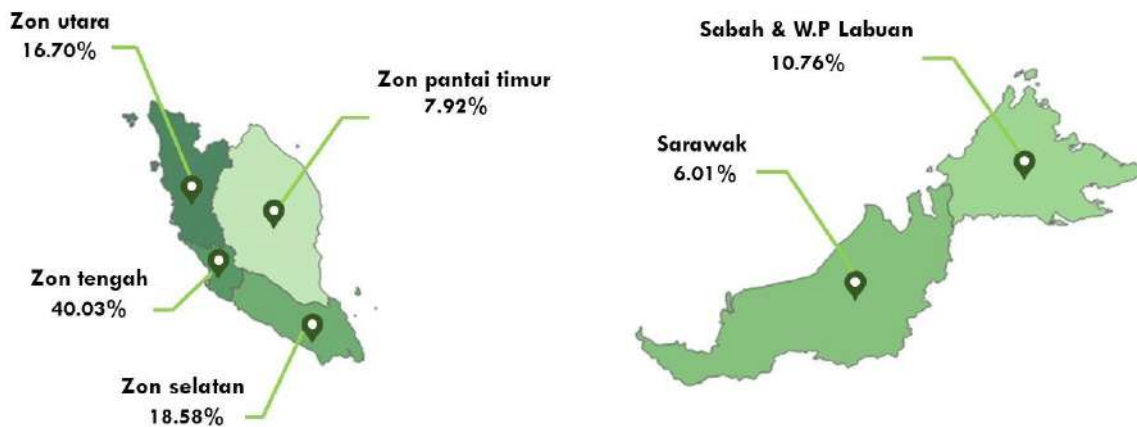 Zon utara
16.70%
Zon pantai timur
7.92%
Zon tengah
40.03%
Zon selatan
18.58%
Sabah & W.P Labuan
10.76%
Sarawak
6.01%